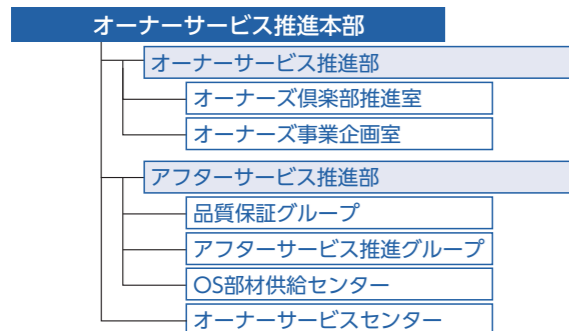 オーナーサービス推進本部
オーナーサービス推進部
オーナーズ倶楽部推進室
オーナーズ事業企画室
アフターサービス推進部
品質保証グループ
アフターサービス推進グループ
OS部材供給センター
オーナーサービスセンター